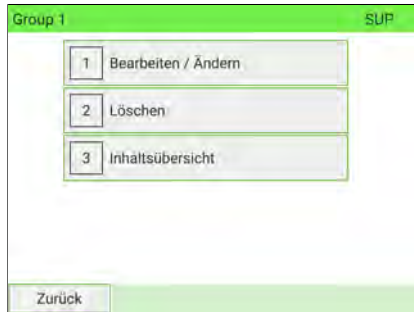 Group 1 SUP
1 Bearbeiten / Ändern
2 Löschen
3 Inhaltsübersicht
Zurück